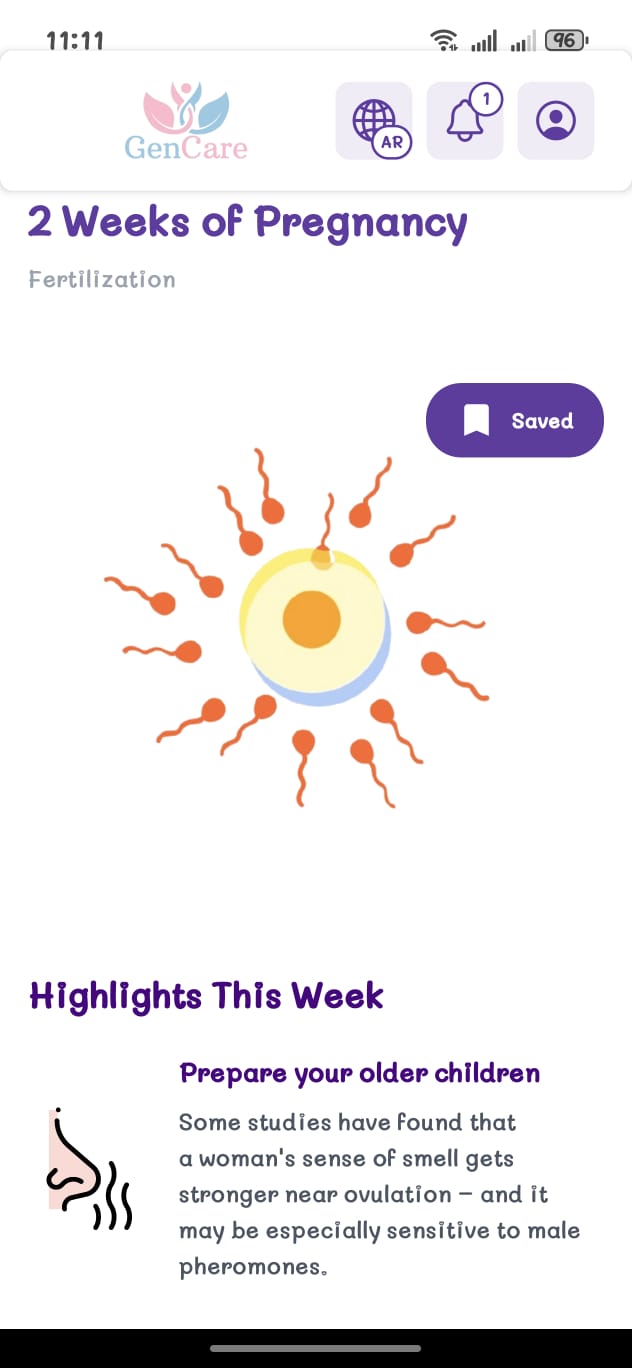 11:11
96
GenCare
AR
1
2 Weeks of Pregnancy
Fertilization
Saved
Highlights This Week
Prepare your older children
Some studies have found that
a woman's sense of smell gets
stronger near ovulation – and it
may be especially sensitive to male
pheromones.